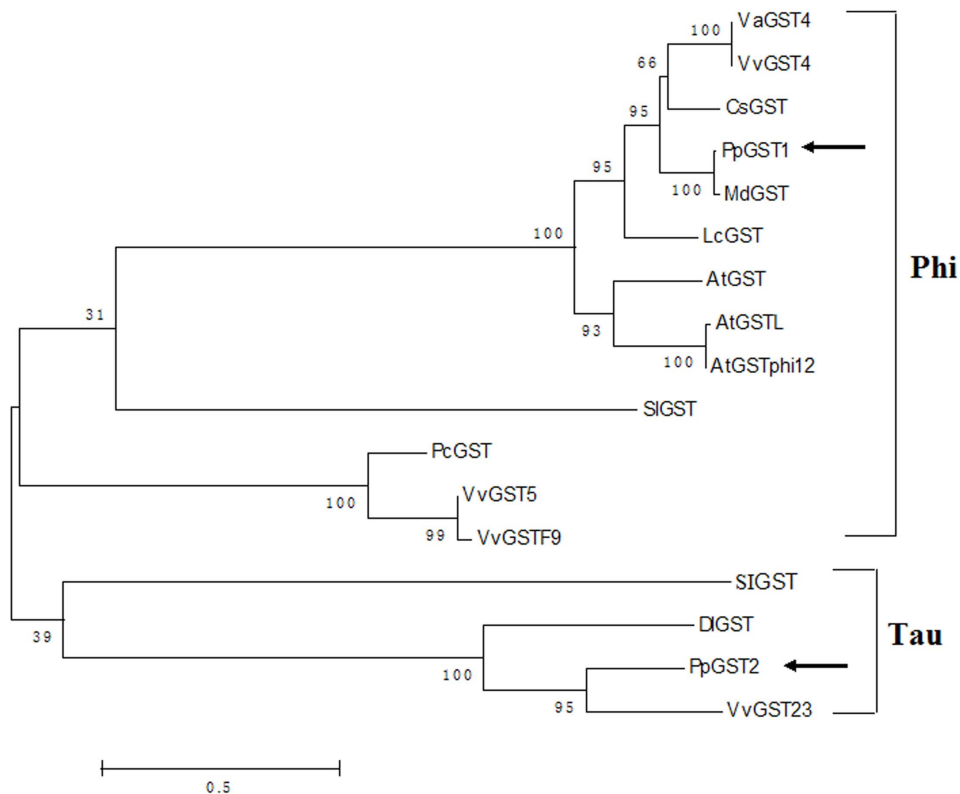 VaGST4
100
VvGST4
66
CsGST
95
PpGST1
95
100
MdGST
LcGST
100
Phi
AtGST
31
AtGSTL
93
100
AtGSTphi12
SlGST
PcGST
100
VvGST5
99
VvGSTF9
SIGST
DlGST
39
Tau
100
PpGST2
95
VvGST23
0.5